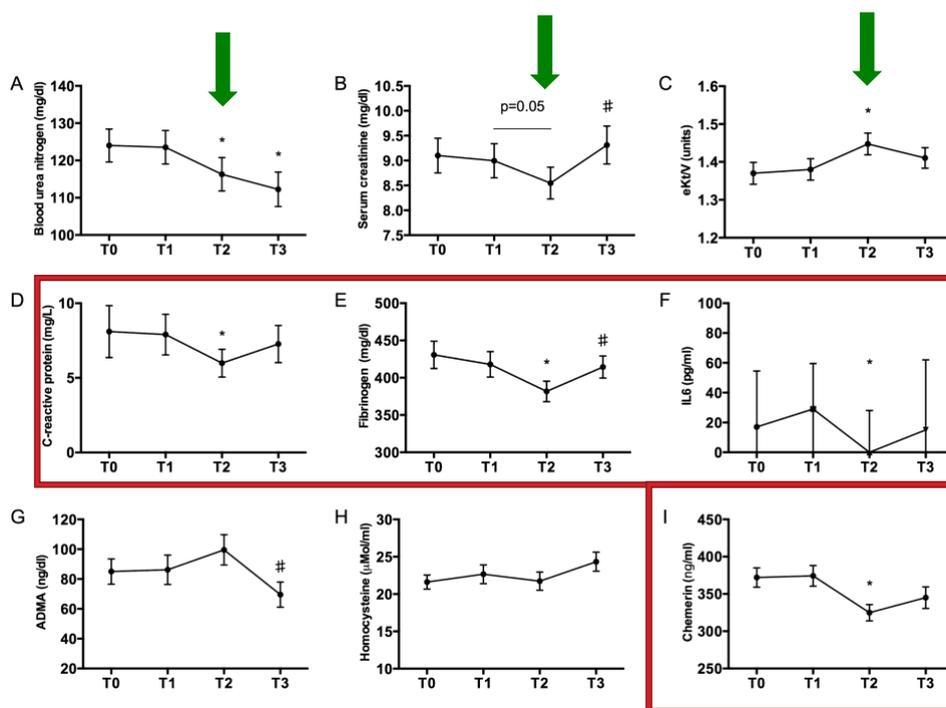 A
Blood urea nitrogen (mg/dl)
140
130
120
110
100
*
*
T0 T1 T2 T3
B
Serum creatinine (mg/dl)
10.5
10.0
9.5
9.0
8.5
8.0
7.5
p=0.05
#
T0 T1 T2 T3
C
eKt/V (units)
1.6
1.5
1.4
1.3
1.2
*
T0 T1 T2 T3
D
C-reactive protein (mg/L)
10
5
0
*
T0 T1 T2 T3
E
Fibrinogen (mg/dl)
500
450
400
350
300
*
#
T0 T1 T2 T3
F
IL6 (pg/ml)
100
80
60
40
20
0
*
T0 T1 T2 T3
G
ADMA (ng/dl)
120
100
80
60
40
20
#
T0 T1 T2 T3
H
Homocysteine (μMol/ml)
30
25
20
15
10
T0 T1 T2 T3
I
Chemerin (ng/ml)
450
400
350
300
250
*
T0 T1 T2 T3